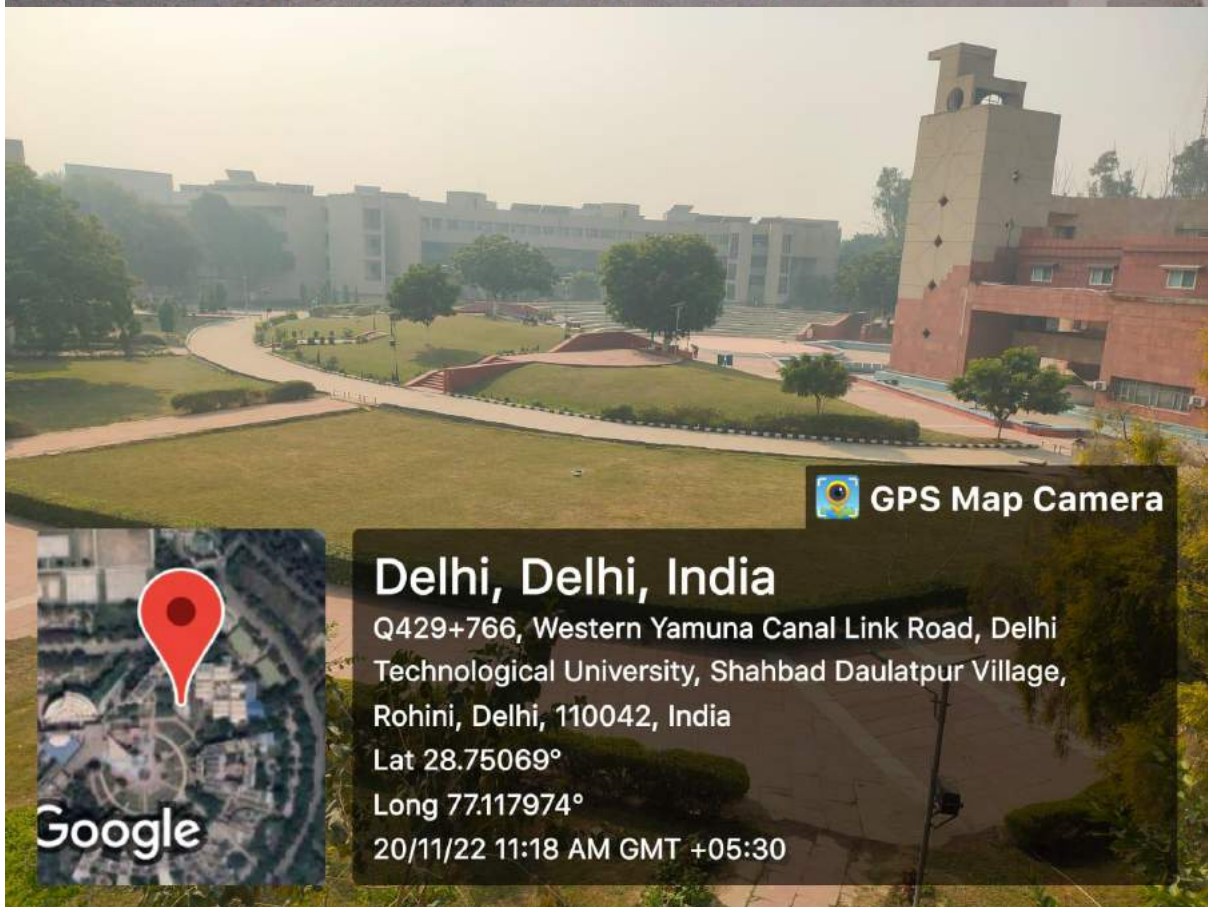 GPS Map Camera
Delhi, Delhi, India
Q429+766, Western Yamuna Canal Link Road, Delhi
Technological University, Shahbad Daulatpur Village,
Rohini, Delhi, 110042, India
Lat 28.75069°
Long 77.117974°
20/11/22 11:18 AM GMT +05:30
Google